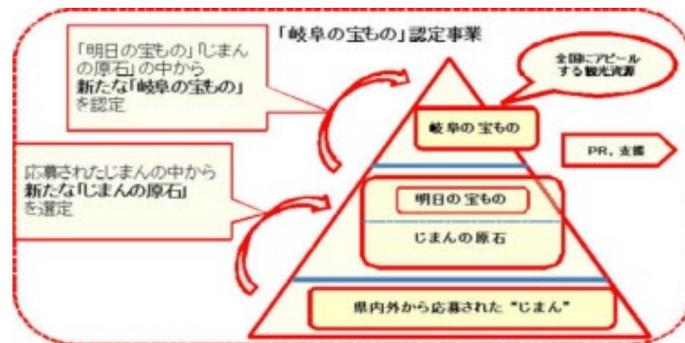 「岐阜の宝もの」認定事業
「明日の宝もの」「じまん
の原石」の中から
新たな「岐阜の宝もの」
を認定
全国にアピール
する観光資源
岐阜の宝もの
PR，支援
応募されたじまんの中から
新たな「じまんの原石」
を選定
明日の宝もの
じまんの原石
県内外から応募された“じまん”